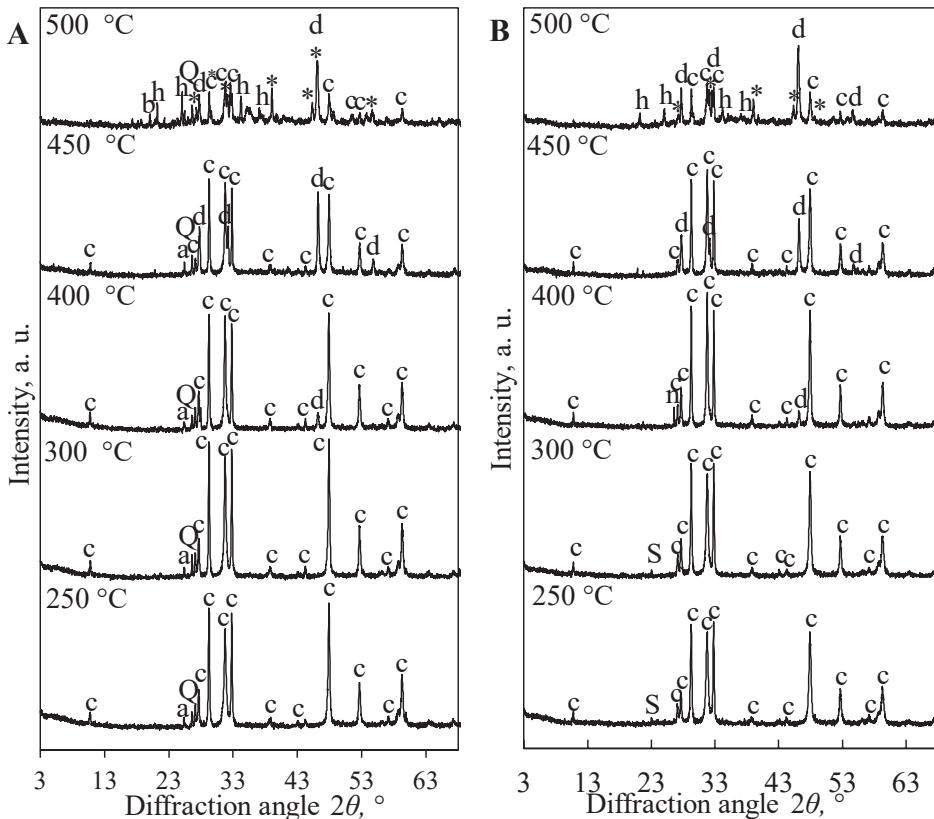 A
500 °C
d
*
Q * c c c
b h h * d c * c h h * * c c * c
450 °C
c Q a c d c c d c d c c c c d c
400 °C
c Q a c c c c c c d c c c c
300 °C
c Q a c c c c c c c c c c
250 °C
c Q a c c c c c c c c c c
3 13 23 33 43 53 63
Diffraction angle 2θ, °
Intensity, a. u.
B
500 °C
d
d c d c
h h * c * h h * * c * c d c
450 °C
c c d c c d c c c d c c d c
400 °C
c n c c c c c c c d c c c c
300 °C
c S c c c c c c c c c c c c
250 °C
c S c c c c c c c c c c c
3 13 23 33 43 53 63
Diffraction angle 2θ, °
Intensity, a. u.